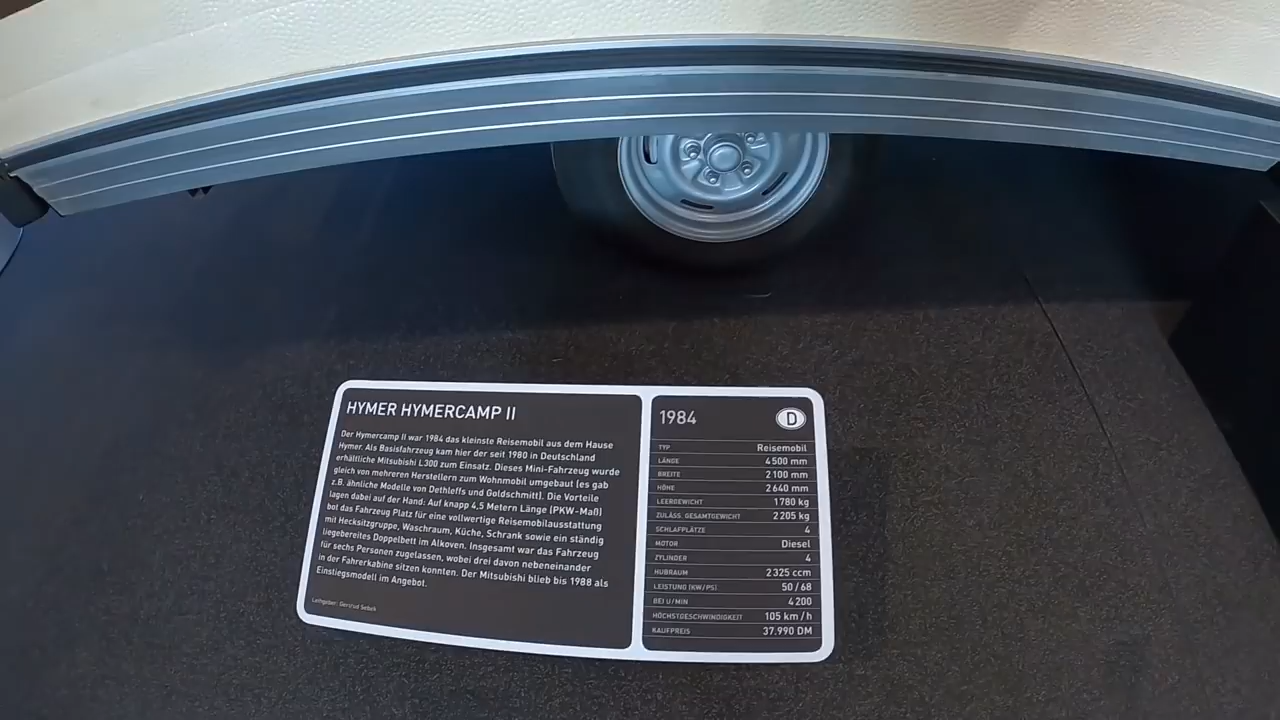 HYMER HYMERCAMP II
Der Hymercamp II war 1984 das kleinste Reisemobil aus dem Hause
Hymer. Als Basisfahrzeug kam hier der seit 1980 in Deutschland
erhältliche Mitsubishi L300 zum Einsatz. Dieses Mini-Fahrzeug wurde
gleich von mehreren Herstellern zum Wohnmobil umgebaut (es gab
z.B. ähnliche Modelle von Dethleffs und Goldschmitt). Die Vorteile
lagen dabei auf der Hand: Auf knapp 4,5 Metern Länge (PKW-Maß)
bot das Fahrzeug Platz für eine vollwertige Reisemobilausstattung
mit Hecksitzgruppe, Waschraum, Küche, Schrank sowie ein ständig
liegebereites Doppelbett im Alkoven. Insgesamt war das Fahrzeug
für sechs Personen zugelassen, wobei drei davon nebeneinander
in der Fahrerkabine sitzen konnten. Der Mitsubishi blieb bis 1988 als
Einstiegsmodell im Angebot.
Leihgeber: Gertrud Sebek
1984 D
TYP Reisemobil
LÄNGE 4500 mm
BREITE 2100 mm
HÖHE 2640 mm
LEERGEWICHT 1780 kg
ZULÄSS. GESAMTGEWICHT 2205 kg
SCHLAFPLÄTZE 4
MOTOR Diesel
ZYLINDER 4
HUBRAUM 2325 ccm
LEISTUNG (KW/PS) 50 / 68
BEI U/MIN 4200
HÖCHSTGESCHWINDIGKEIT 105 km/h
KAUFPREIS 37.990 DM